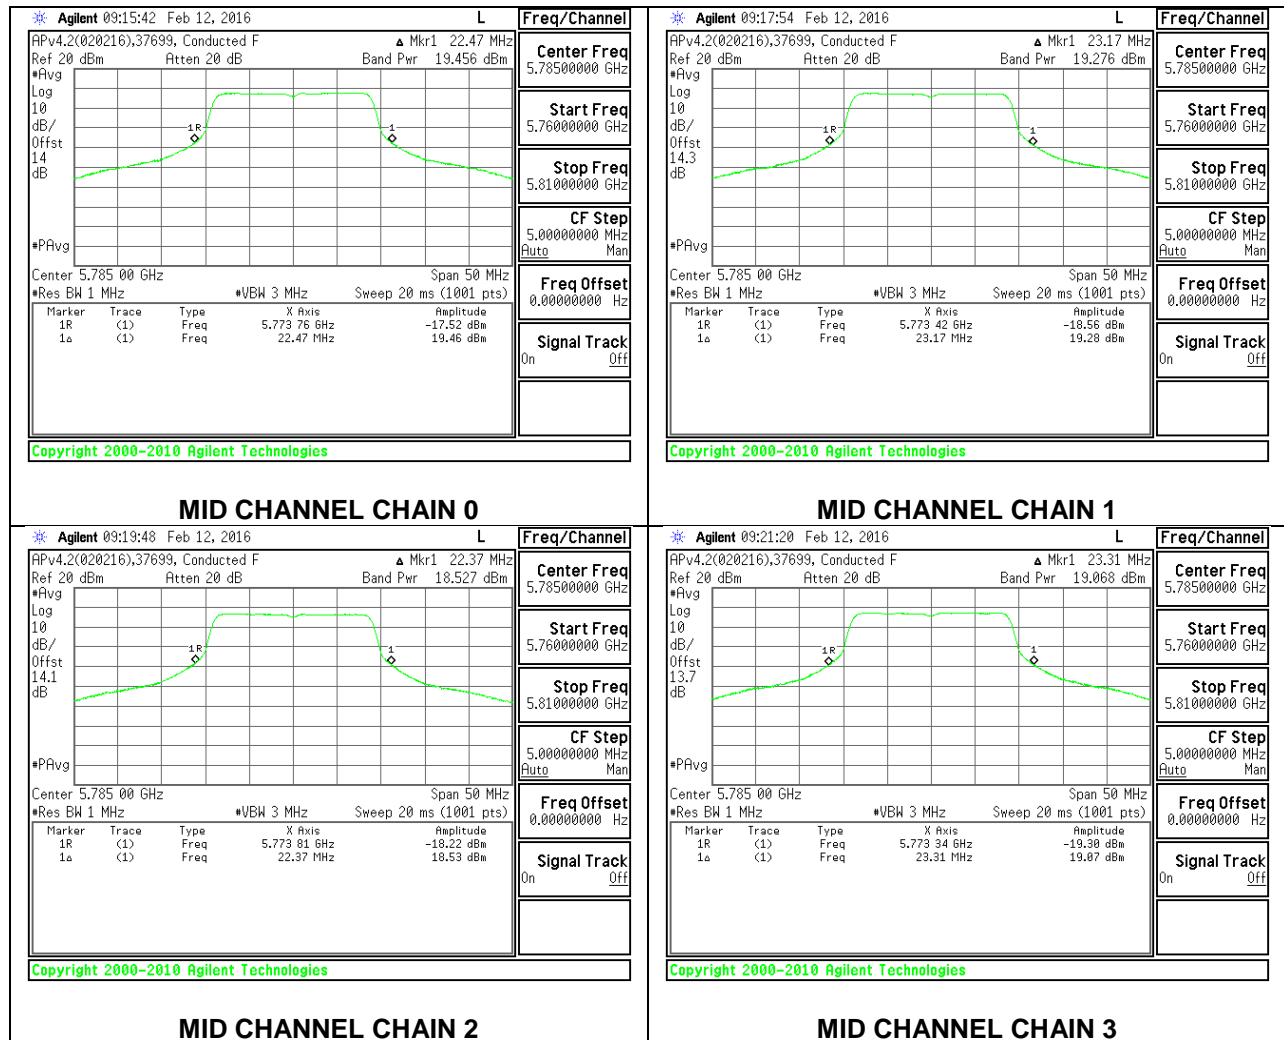 Agilent 09:15:42 Feb 12, 2016 L Freq/Channel
APv4.2(020216),37699, Conducted F Δ Mkr1 22.47 MHz
Ref 20 dBm Atten 20 dB Band Pwr 19.456 dBm
#Avg
Log
10
dB/
Offst
14
dB
#PAvg
1R
1
Center 5.785 00 GHz Span 50 MHz
#Res BW 1 MHz #VBW 3 MHz Sweep 20 ms (1001 pts)
Marker Trace Type X Axis Amplitude
1R (1) Freq 5.773 76 GHz -17.52 dBm
1Δ (1) Freq 22.47 MHz 19.46 dBm
Center Freq
5.78500000 GHz
Start Freq
5.76000000 GHz
Stop Freq
5.81000000 GHz
CF Step
5.00000000 MHz
Auto Man
Freq Offset
0.00000000 Hz
Signal Track
On Off
Copyright 2000-2010 Agilent Technologies
MID CHANNEL CHAIN 0
Agilent 09:17:54 Feb 12, 2016 L Freq/Channel
APv4.2(020216),37699, Conducted F Δ Mkr1 23.17 MHz
Ref 20 dBm Atten 20 dB Band Pwr 19.276 dBm
#Avg
Log
10
dB/
Offst
14.3
dB
#PAvg
1R
1
Center 5.785 00 GHz Span 50 MHz
#Res BW 1 MHz #VBW 3 MHz Sweep 20 ms (1001 pts)
Marker Trace Type X Axis Amplitude
1R (1) Freq 5.773 42 GHz -18.56 dBm
1Δ (1) Freq 23.17 MHz 19.28 dBm
Center Freq
5.78500000 GHz
Start Freq
5.76000000 GHz
Stop Freq
5.81000000 GHz
CF Step
5.00000000 MHz
Auto Man
Freq Offset
0.00000000 Hz
Signal Track
On Off
Copyright 2000-2010 Agilent Technologies
MID CHANNEL CHAIN 1
Agilent 09:19:48 Feb 12, 2016 L Freq/Channel
APv4.2(020216),37699, Conducted F Δ Mkr1 22.37 MHz
Ref 20 dBm Atten 20 dB Band Pwr 18.527 dBm
#Avg
Log
10
dB/
Offst
14.1
dB
#PAvg
1R
1
Center 5.785 00 GHz Span 50 MHz
#Res BW 1 MHz #VBW 3 MHz Sweep 20 ms (1001 pts)
Marker Trace Type X Axis Amplitude
1R (1) Freq 5.773 81 GHz -18.22 dBm
1Δ (1) Freq 22.37 MHz 18.53 dBm
Center Freq
5.78500000 GHz
Start Freq
5.76000000 GHz
Stop Freq
5.81000000 GHz
CF Step
5.00000000 MHz
Auto Man
Freq Offset
0.00000000 Hz
Signal Track
On Off
Copyright 2000-2010 Agilent Technologies
MID CHANNEL CHAIN 2
Agilent 09:21:20 Feb 12, 2016 L Freq/Channel
APv4.2(020216),37699, Conducted F Δ Mkr1 23.31 MHz
Ref 20 dBm Atten 20 dB Band Pwr 19.068 dBm
#Avg
Log
10
dB/
Offst
13.7
dB
#PAvg
1R
1
Center 5.785 00 GHz Span 50 MHz
#Res BW 1 MHz #VBW 3 MHz Sweep 20 ms (1001 pts)
Marker Trace Type X Axis Amplitude
1R (1) Freq 5.773 34 GHz -19.30 dBm
1Δ (1) Freq 23.31 MHz 19.07 dBm
Center Freq
5.78500000 GHz
Start Freq
5.76000000 GHz
Stop Freq
5.81000000 GHz
CF Step
5.00000000 MHz
Auto Man
Freq Offset
0.00000000 Hz
Signal Track
On Off
Copyright 2000-2010 Agilent Technologies
MID CHANNEL CHAIN 3